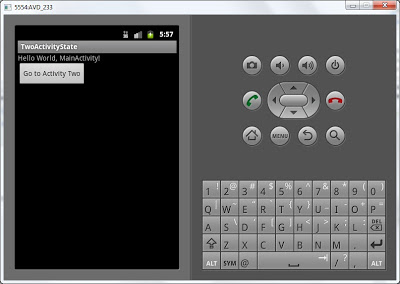 5554:AVD_233
5:57
TwoActivityState
Hello World, MainActivity!
Go to Activity Two
MENU
1 ! 2 @ 3 # 4 $ 5 % 6 ^ 7 & 8 * 9 ( 0 )
Q W E R T Y U I O P
A S D F G H J K L DEL
Z X C V B N M .
ALT SYM @ / ? , ALT